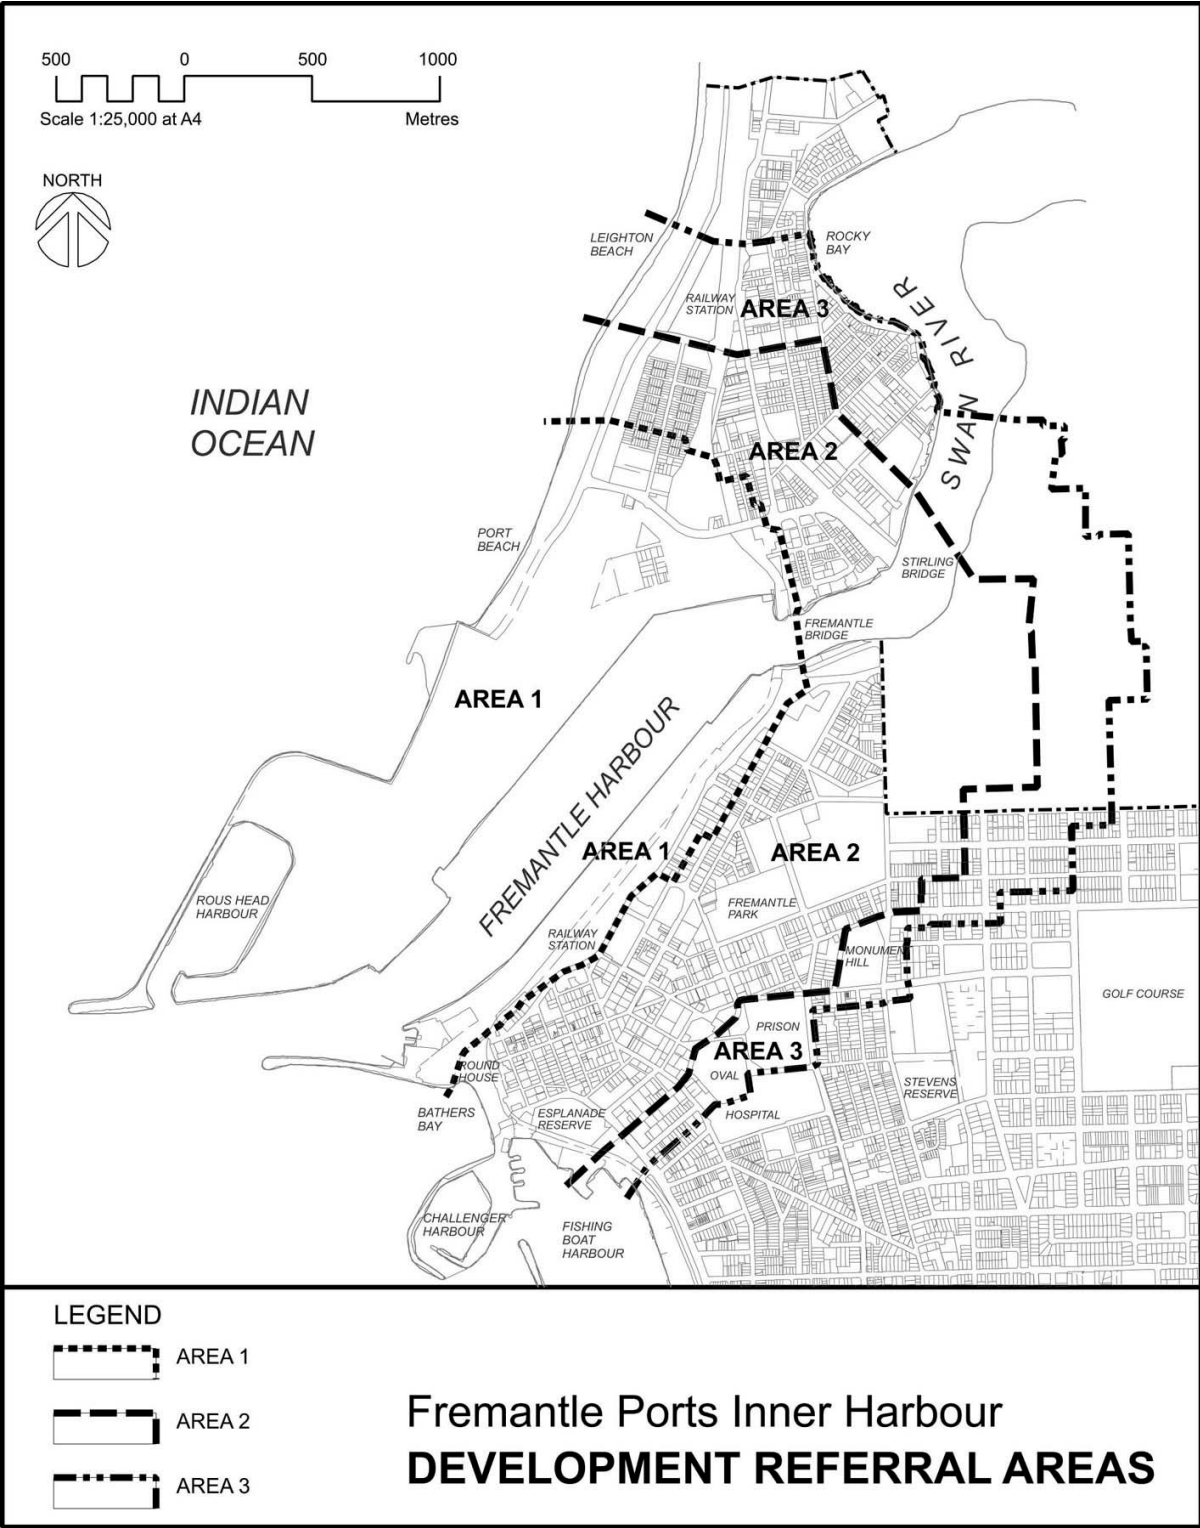 500 0 500 1000
Scale 1:25,000 at A4 Metres
NORTH
LEIGHTON
BEACH
ROCKY
BAY
RAILWAY
STATION
AREA 3
SWAN RIVER
INDIAN
OCEAN
AREA 2
PORT
BEACH
STIRLING
BRIDGE
FREMANTLE
BRIDGE
AREA 1
FREMANTLE HARBOUR
AREA 1
AREA 2
ROUS HEAD
HARBOUR
FREMANTLE
PARK
RAILWAY
STATION
MONUMENT
HILL
GOLF COURSE
PRISON
AREA 3
ROUND
HOUSE
OVAL
STEVENS
RESERVE
BATHERS
BAY
ESPLANADE
RESERVE
HOSPITAL
CHALLENGER
HARBOUR
FISHING
BOAT
HARBOUR
LEGEND
AREA 1
AREA 2
AREA 3
Fremantle Ports Inner Harbour
DEVELOPMENT REFERRAL AREAS